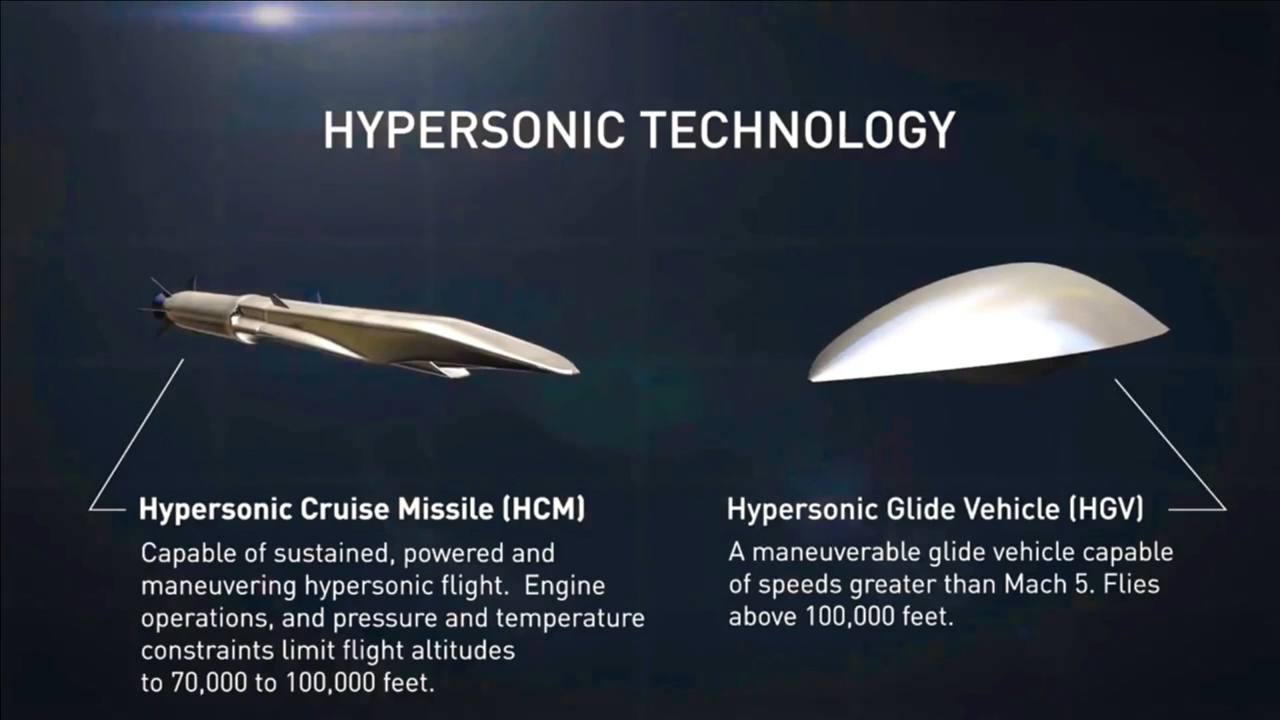 HYPERSONIC TECHNOLOGY
Hypersonic Cruise Missile (HCM)
Capable of sustained, powered and
maneuvering hypersonic flight.  Engine
operations, and pressure and temperature
constraints limit flight altitudes
to 70,000 to 100,000 feet.
Hypersonic Glide Vehicle (HGV)
A maneuverable glide vehicle capable
of speeds greater than Mach 5. Flies
above 100,000 feet.